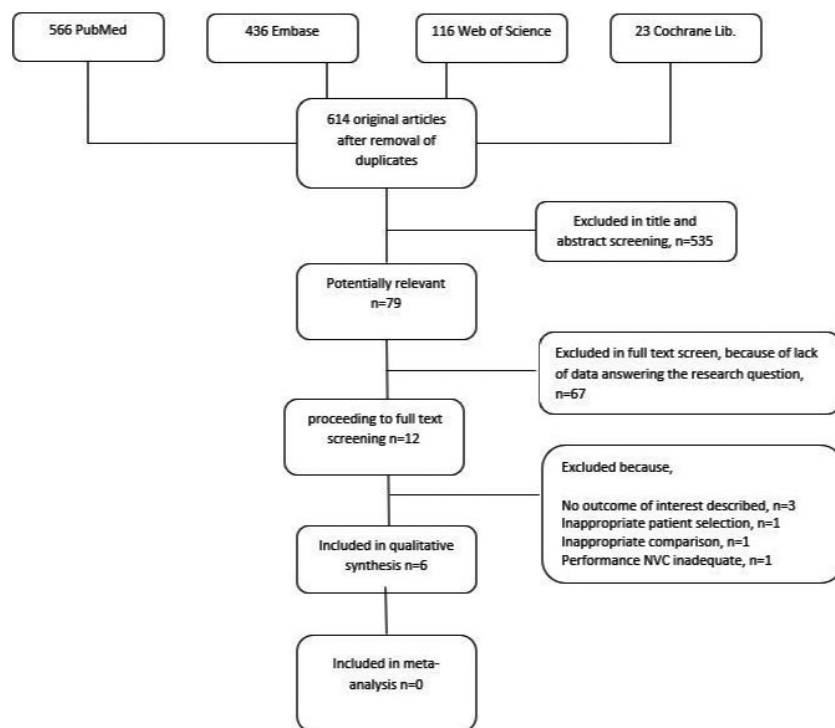 566 PubMed
436 Embase
116 Web of Science
23 Cochrane Lib.
614 original articles
after removal of
duplicates
Excluded in title and
abstract screening, n=535
Potentially relevant
n=79
Excluded in full text screen, because of lack
of data answering the research question,
n=67
proceeding to full text
screening n=12
Excluded because,
No outcome of interest described, n=3
Inappropriate patient selection, n=1
Inappropriate comparison, n=1
Performance NVC inadequate, n=1
Included in qualitative
synthesis n=6
Included in meta-
analysis n=0